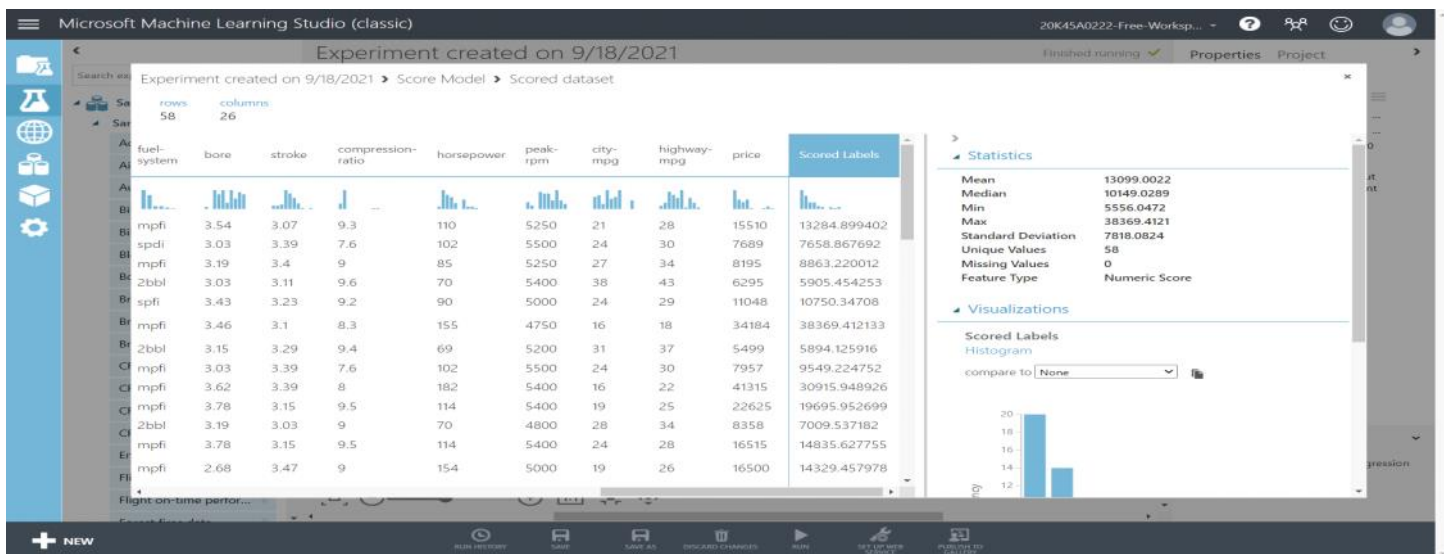 Microsoft Machine Learning Studio (classic)
20K45A0222-Free-Worksp...
Experiment created on 9/18/2021
Finished running
Properties Project
Experiment created on 9/18/2021 Score Model Scored dataset
rows columns
58 26
fuel-system bore stroke compression-ratio horsepower peak-rpm city-mpg highway-mpg price Scored Labels
mpfi 3.54 3.07 9.3 110 5250 21 28 15510 13284.899402
spdi 3.03 3.39 7.6 102 5500 24 30 7689 7658.867692
mpfi 3.19 3.4 9 85 5250 27 34 8195 8863.220012
2bbl 3.03 3.11 9.6 70 5400 38 43 6295 5905.454253
spfi 3.43 3.23 9.2 90 5000 24 29 11048 10750.34708
mpfi 3.46 3.1 8.3 155 4750 16 18 34184 38369.412133
2bbl 3.15 3.29 9.4 69 5200 31 37 5499 5894.125916
mpfi 3.03 3.39 7.6 102 5500 24 30 7957 9549.224752
mpfi 3.62 3.39 8 182 5400 16 22 41315 30915.948926
mpfi 3.78 3.15 9.5 114 5400 19 25 22625 19695.952699
2bbl 3.19 3.03 9 70 4800 28 34 8358 7009.537182
mpfi 3.78 3.15 9.5 114 5400 24 28 16515 14835.627755
mpfi 2.68 3.47 9 154 5000 19 26 16500 14329.457978
Statistics
Mean 13099.0022
Median 10149.0289
Min 5556.0472
Max 38369.4121
Standard Deviation 7818.0824
Unique Values 58
Missing Values 0
Feature Type Numeric Score
Visualizations
Scored Labels
Histogram
compare to None
20
18
16
14
12
Flight on-time perfor...
NEW
RUN HISTORY SAVE SAVE AS DISCARD CHANGES RUN SET UP WEB SERVICE PUBLISH TO GALLERY